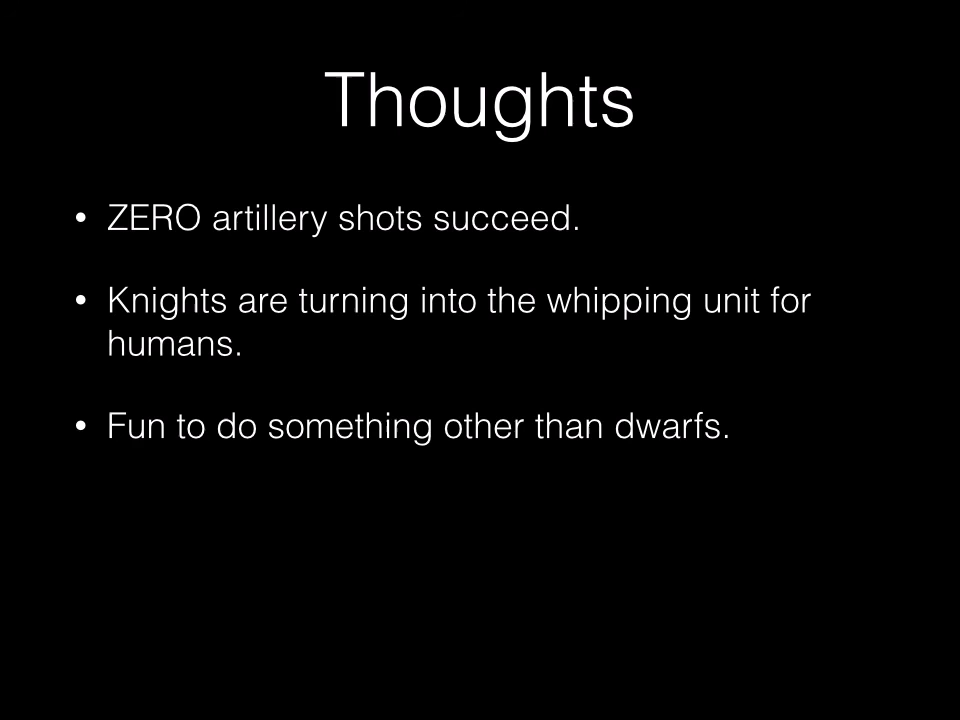 Thoughts
• ZERO artillery shots succeed.
• Knights are turning into the whipping unit for
humans.
• Fun to do something other than dwarfs.